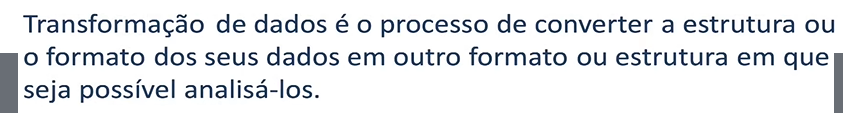 Transformação de dados é o processo de converter a estrutura ou
o formato dos seus dados em outro formato ou estrutura em que
seja possível analisá-los.